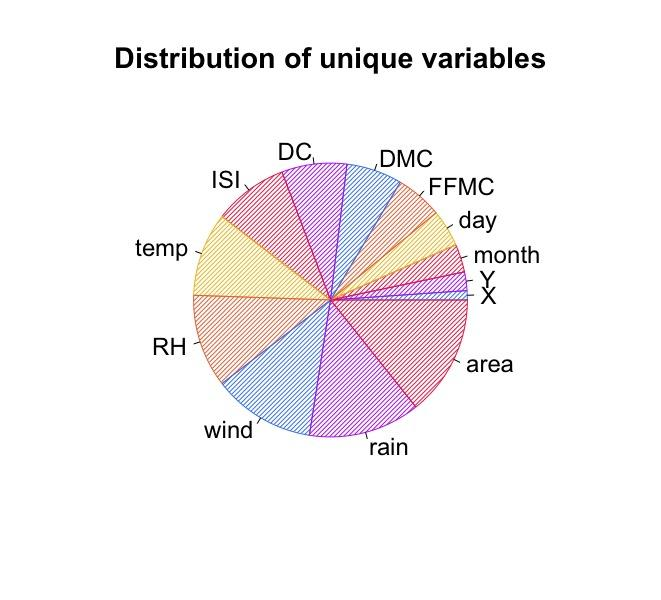 Distribution of unique variables
DC
DMC
ISI
FFMC
day
temp
month
Y
X
RH
area
wind
rain